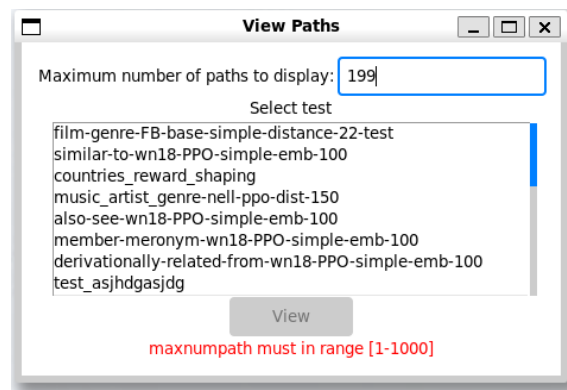 View Paths
Maximum number of paths to display: 199
Select test
film-genre-FB-base-simple-distance-22-test
similar-to-wn18-PPO-simple-emb-100
countries_reward_shaping
music_artist_genre-nell-ppo-dist-150
also-see-wn18-PPO-simple-emb-100
member-meronym-wn18-PPO-simple-emb-100
derivationally-related-from-wn18-PPO-simple-emb-100
test_asjhdgasjdg
View
maxnumpath must in range [1-1000]